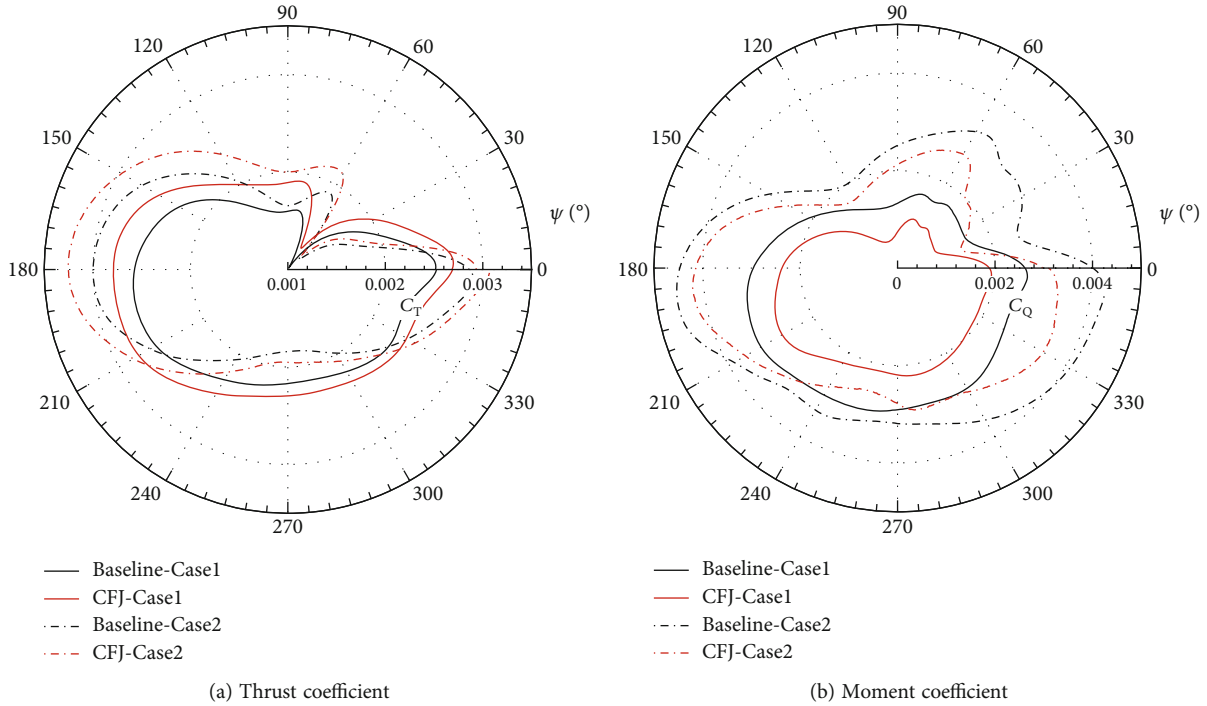 90
120
60
150
30
ψ (°)
180
0.001
0.002
0.003
0
C_T
210
330
240
300
270
Baseline-Case1
CFJ-Case1
Baseline-Case2
CFJ-Case2
(a) Thrust coefficient
90
120
60
150
30
ψ (°)
180
0
0.002
0.004
0
C_Q
210
330
240
300
270
Baseline-Case1
CFJ-Case1
Baseline-Case2
CFJ-Case2
(b) Moment coefficient